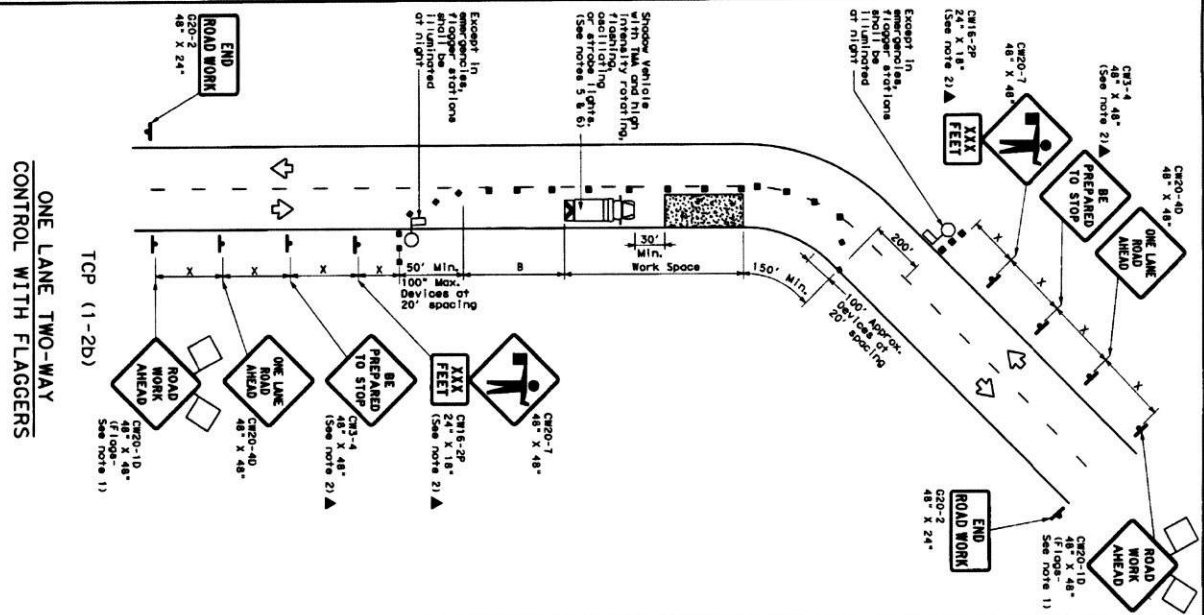 END
ROAD WORK
G20-2
48" X 24"
Except in
emergencies,
flagger stations
shall be
illuminated
at night
Shadow Vehicle
with TMA and high
intensity rotating,
flashing,
oscillating
or strobe lights.
(See notes 5 & 6)
Except in
emergencies,
flagger stations
shall be
illuminated
at night
CW16-2P
24" X 18"
(See note 2)▲
XXX
FEET
CW20-7
48" X 48"
CW3-4
48" X 48"
(See note 2)▲
BE
PREPARED
TO STOP
CW20-4D
48" X 48"
ONE LANE
ROAD
AHEAD
X
X
X
200'
30'
Min.
50' Min.
B
Work Space
150' Min.
100' Max.
Devices at
20' spacing
100' Approx.
Devices at
20' spacing
X
X
X
X
ROAD
WORK
AHEAD
CW20-1D
48" X 48"
(Flags-
See note 1)
ONE LANE
ROAD
AHEAD
CW20-4D
48" X 48"
BE
PREPARED
TO STOP
CW3-4
48" X 48"
(See note 2)▲
XXX
FEET
CW16-2P
24" X 18"
(See note 2)▲
CW20-7
48" X 48"
END
ROAD WORK
G20-2
48" X 24"
ROAD
WORK
AHEAD
CW20-1D
48" X 48"
(Flags-
See note 1)
TCP (1-2b)
ONE LANE TWO-WAY
CONTROL WITH FLAGGERS